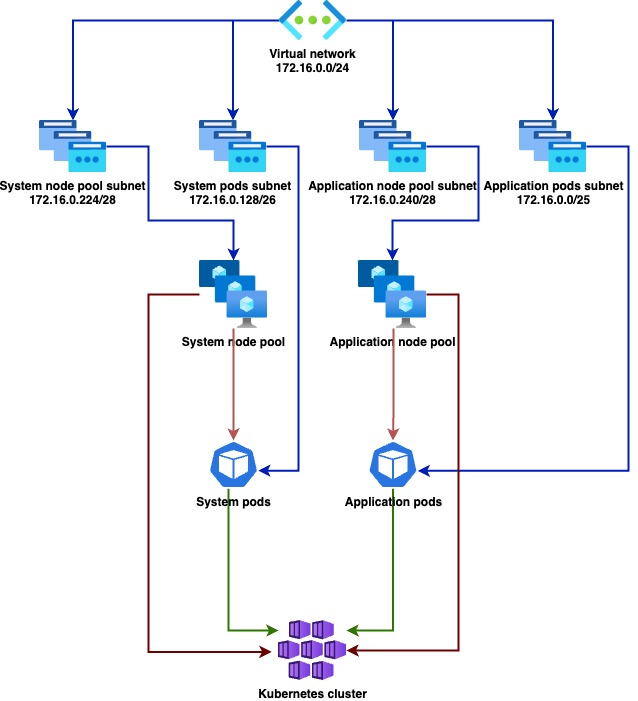 Virtual network
172.16.0.0/24
System node pool subnet
172.16.0.224/28
System pods subnet
172.16.0.128/26
Application node pool subnet
172.16.0.240/28
Application pods subnet
172.16.0.0/25
System node pool
Application node pool
System pods
Application pods
Kubernetes cluster